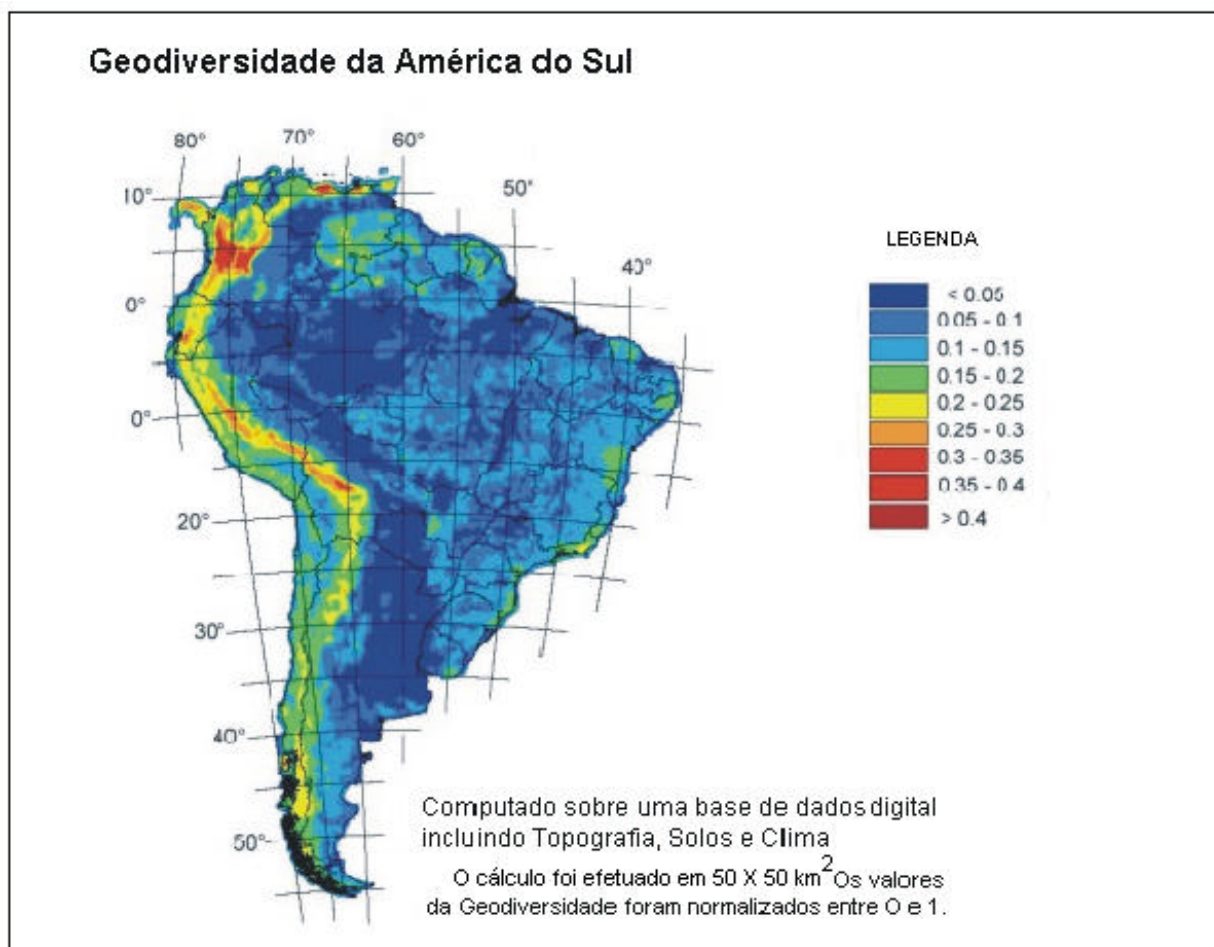 Geodiversidade da América do Sul
80°
70°
60°
10°
50°
40°
0°
0°
20°
30°
40°
50°
LEGENDA
< 0.05
0.05 - 0.1
0.1 - 0.15
0.15 - 0.2
0.2 - 0.25
0.25 - 0.3
0.3 - 0.35
0.35 - 0.4
> 0.4
Computado sobre uma base de dados digital
incluindo Topografia, Solos e Clima
O cálculo foi efetuado em 50 X 50 km² Os valores
da Geodiversidade foram normalizados entre O e 1.